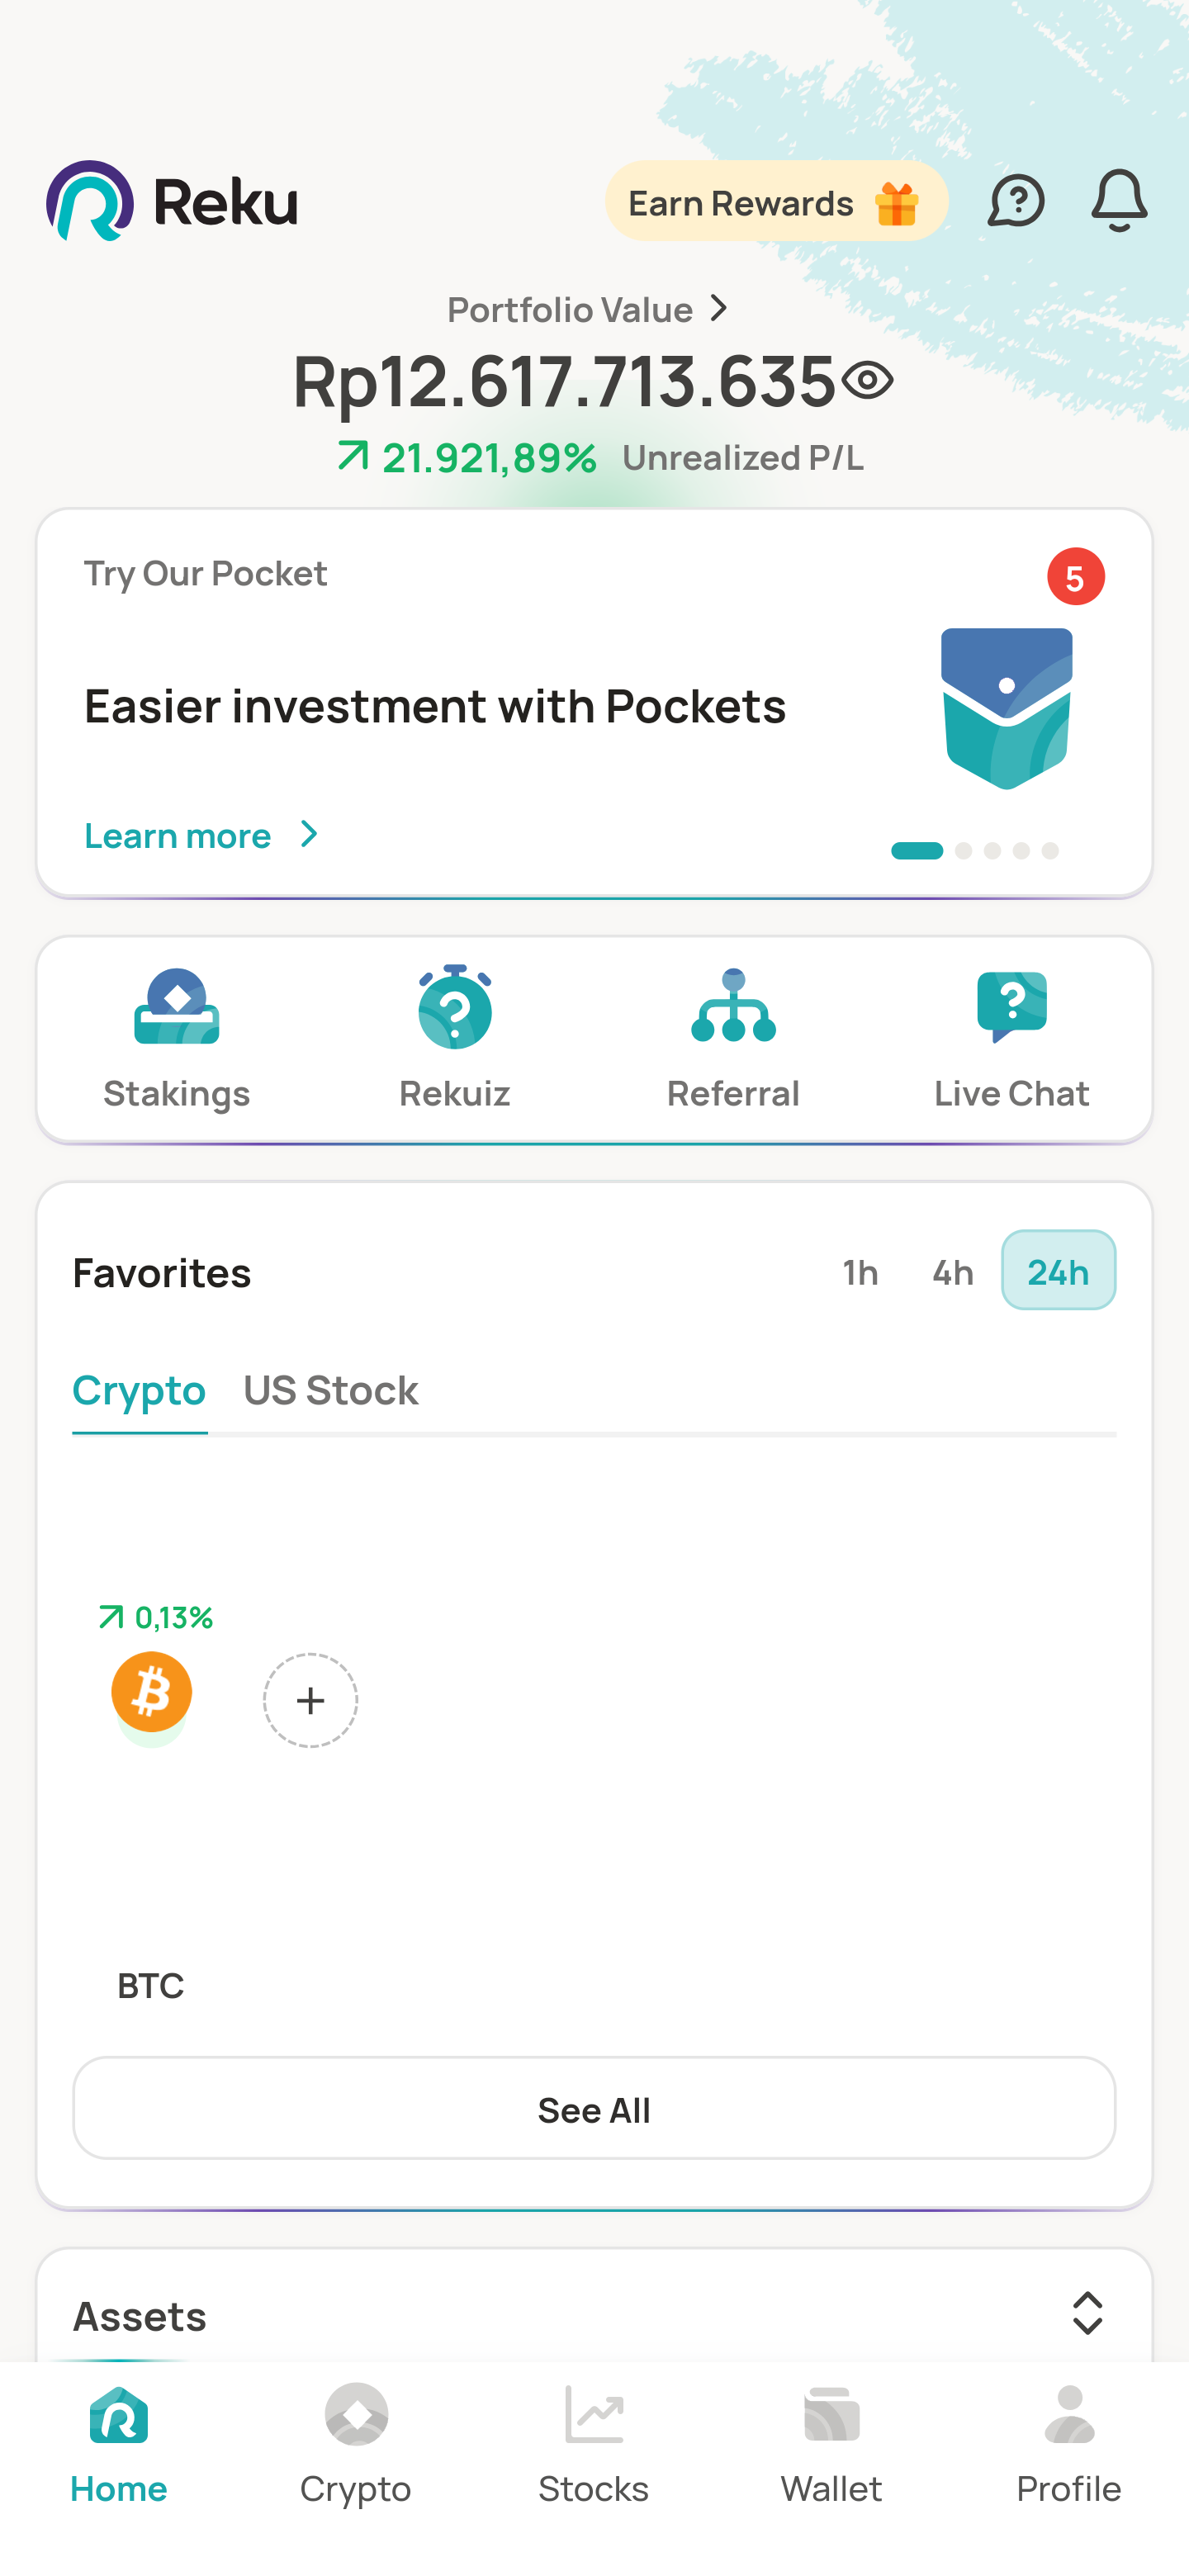 Reku
Earn Rewards
Portfolio Value
Rp12.617.713.635
21.921,89% Unrealized P/L
Try Our Pocket
5
Easier investment with Pockets
Learn more
Stakings Rekuiz Referral Live Chat
Favorites 1h 4h 24h
Crypto US Stock
0,13%
BTC
See All
Assets
Home Crypto Stocks Wallet Profile